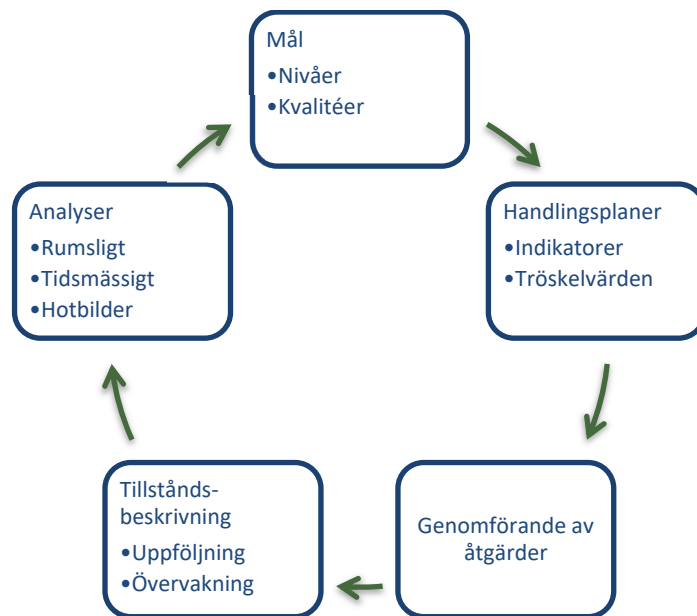 Mål
•Nivåer
•Kvalitéer
Analyser
•Rumsligt
•Tidsmässigt
•Hotbilder
Handlingsplaner
•Indikatorer
•Tröskelvärden
Tillstånds-
beskrivning
•Uppföljning
•Övervakning
Genomförande av
åtgärder